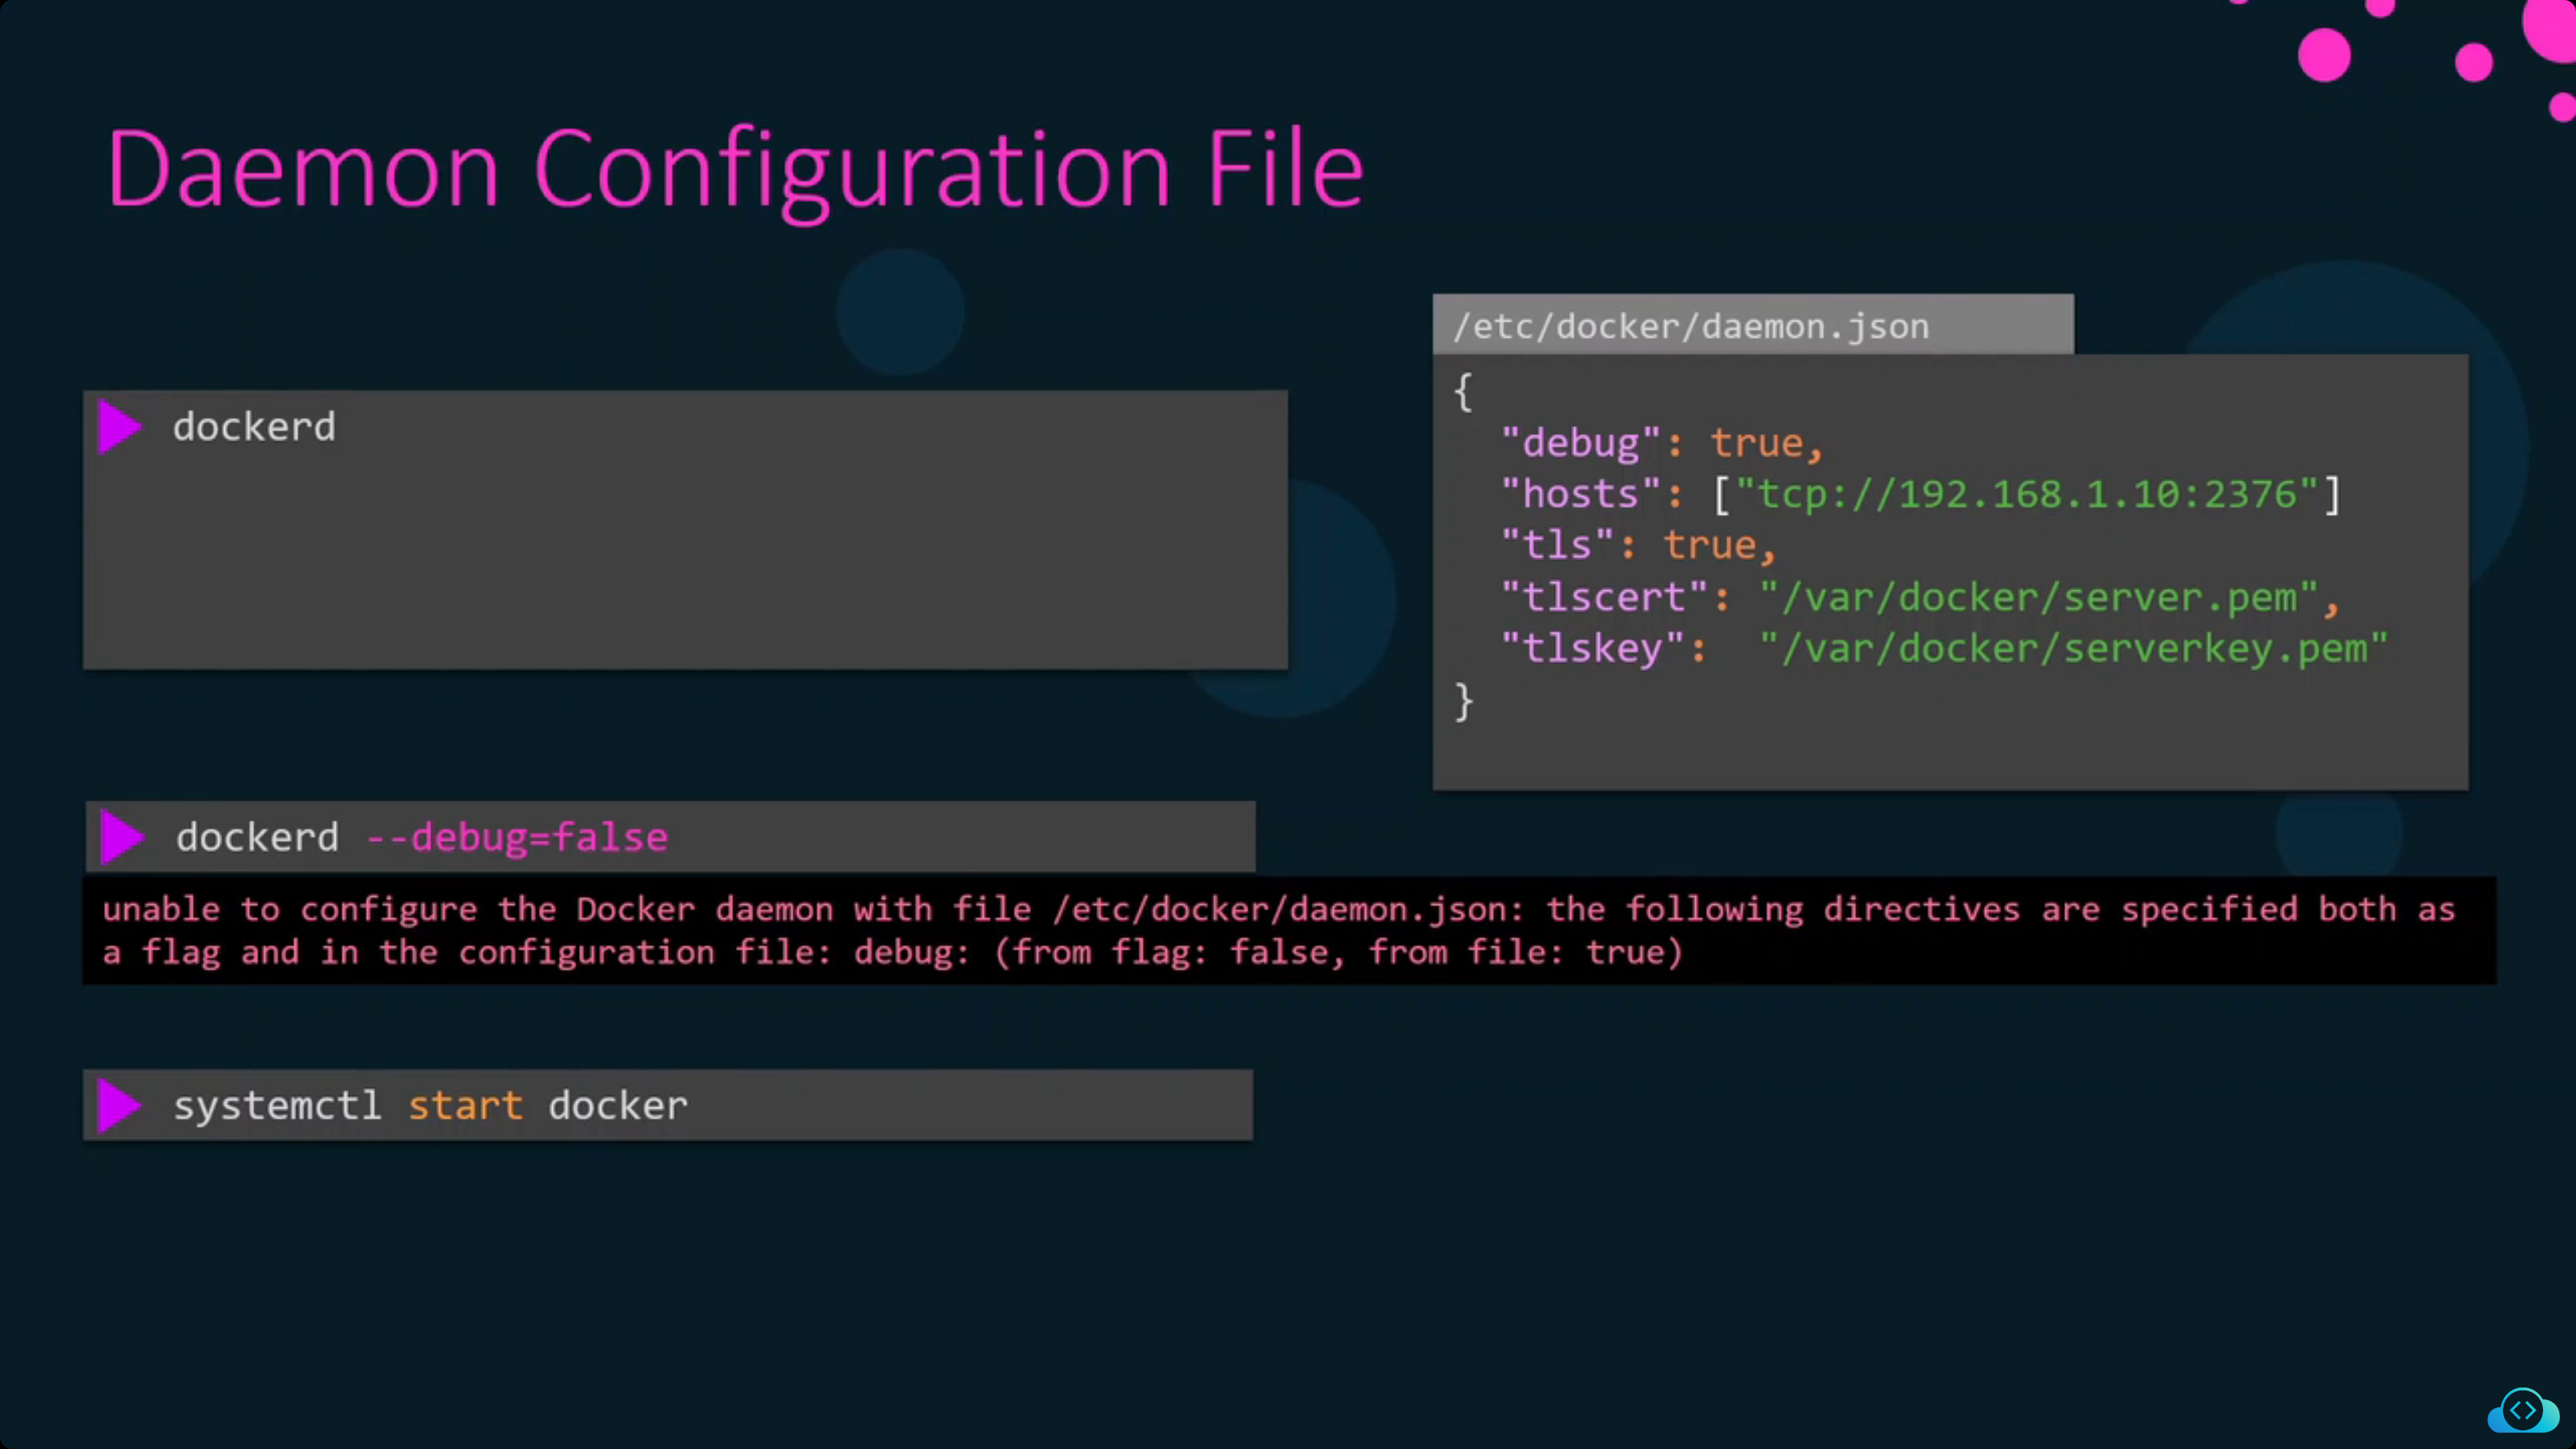 Daemon Configuration File
dockerd
/etc/docker/daemon.json
{
"debug": true,
"hosts": ["tcp://192.168.1.10:2376"]
"tls": true,
"tlscert": "/var/docker/server.pem",
"tlskey":  "/var/docker/serverkey.pem"
}
dockerd --debug=false
unable to configure the Docker daemon with file /etc/docker/daemon.json: the following directives are specified both as
a flag and in the configuration file: debug: (from flag: false, from file: true)
systemctl start docker